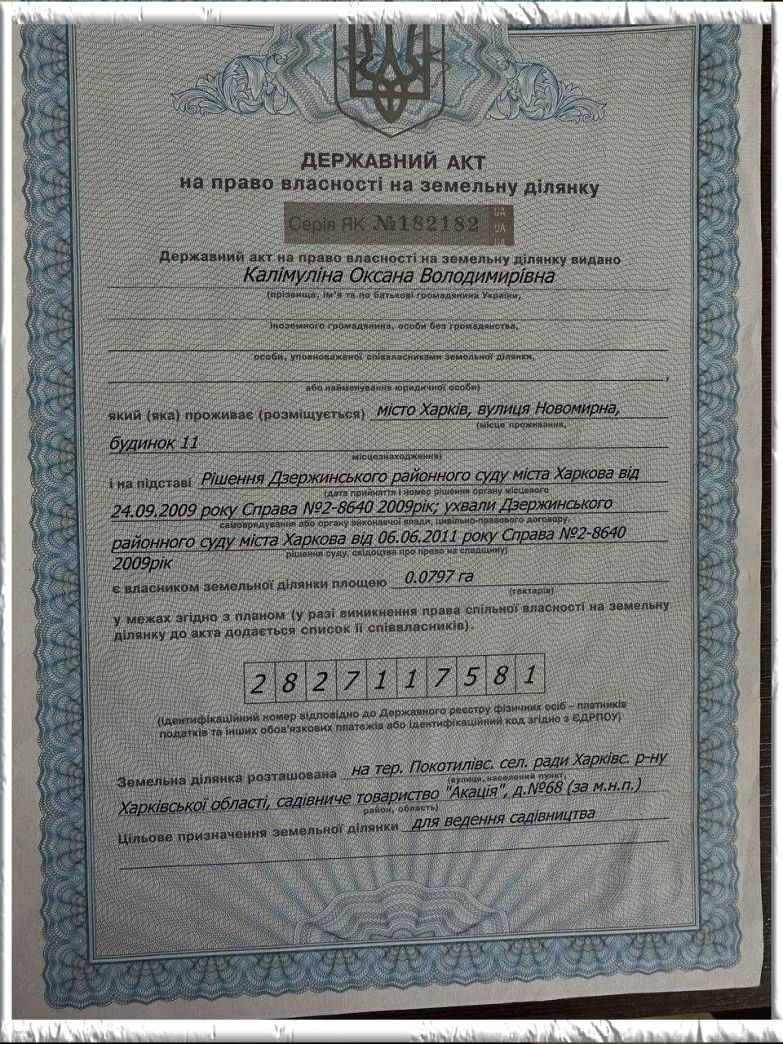 ДЕРЖАВНИЙ АКТ
на право власності на земельну ділянку
Серія ЯК №182182
UA
UA
UA
Державний акт на право власності на земельну ділянку видано
Калімуліна Оксана Володимирівна
(прізвище, ім'я та по батькові громадянина України,
іноземного громадянина, особи без громадянства,
особи, уповноваженої співвласниками земельної ділянки,
або найменування юридичної особи)
який (яка) проживає (розміщується) місто Харків, вулиця Новомирна,
(місце проживання,
будинок 11
місцезнаходження)
і на підставі Рішення Дзержинського районного суду міста Харкова від
(дата прийняття і номер рішення органу місцевого
24.09.2009 року Справа №2-8640 2009рік; ухвали Дзержинського
самоврядування або органу виконавчої влади, цивільно-правового договору,
районного суду міста Харкова від 06.06.2011 року Справа №2-8640
рішення суду, свідоцтва про право на спадщину)
2009рік
є власником земельної ділянки площею 0.0797 га
(гектарів)
у межах згідно з планом (у разі виникнення права спільної власності на земельну
ділянку до акта додається список її співвласників).
2827117581
(ідентифікаційний номер відповідно до Державного реєстру фізичних осіб – платників
податків та інших обов'язкових платежів або ідентифікаційний код згідно з ЄДРПОУ)
Земельна ділянка розташована на тер. Покотилівс. сел. ради Харківс. р-ну
(вулиця, населений пункт,
Харківської області, садівниче товариство "Акація", д.№68 (за м.н.п.)
район, область)
Цільове призначення земельної ділянки для ведення садівництва